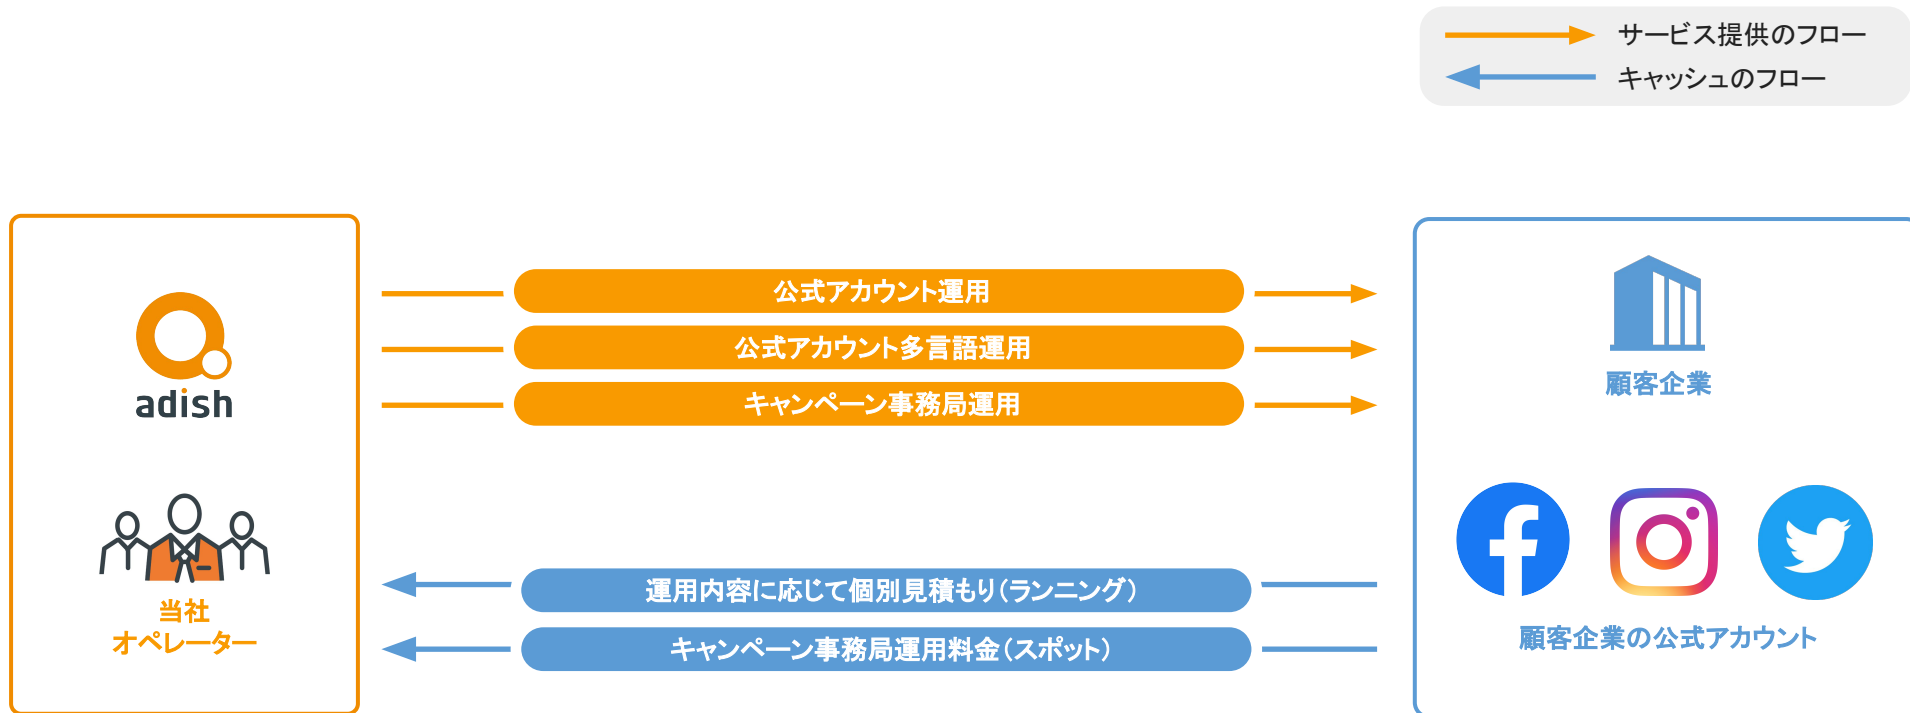 サービス提供のフロー
キャッシュのフロー
公式アカウント運用
公式アカウント多言語運用
キャンペーン事務局運用
adish
顧客企業
運用内容に応じて個別見積もり（ランニング）
キャンペーン事務局運用料金（スポット）
当社
オペレーター
顧客企業の公式アカウント